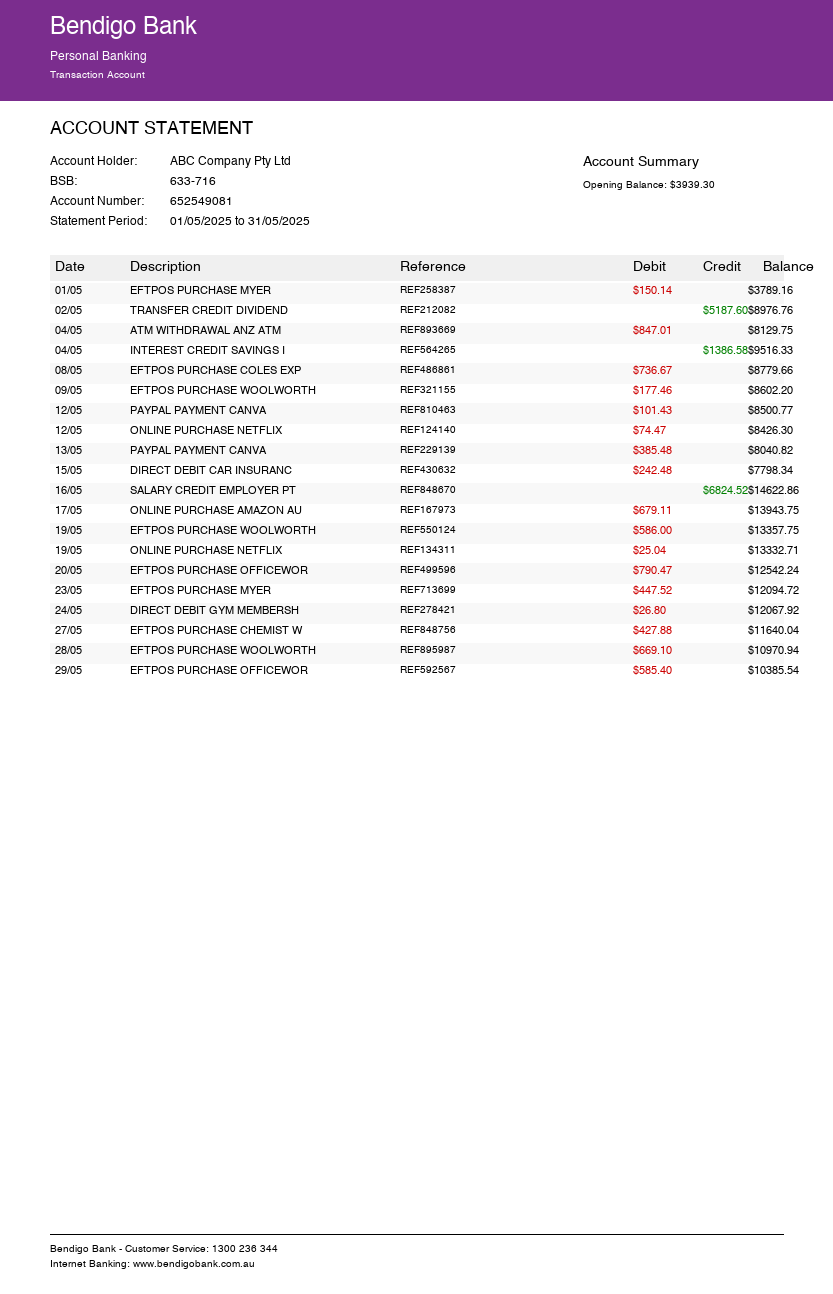 Bendigo Bank
Personal Banking
Transaction Account
ACCOUNT STATEMENT
Account Holder: ABC Company Pty Ltd
BSB: 633-716
Account Number: 652549081
Statement Period: 01/05/2025 to 31/05/2025
Account Summary
Opening Balance: $3939.30
Date Description Reference Debit Credit Balance
01/05 EFTPOS PURCHASE MYER REF258387 $150.14 $3789.16
02/05 TRANSFER CREDIT DIVIDEND REF212082 $5187.60 $8976.76
04/05 ATM WITHDRAWAL ANZ ATM REF893669 $847.01 $8129.75
04/05 INTEREST CREDIT SAVINGS I REF564265 $1386.58 $9516.33
08/05 EFTPOS PURCHASE COLES EXP REF486861 $736.67 $8779.66
09/05 EFTPOS PURCHASE WOOLWORTH REF321155 $177.46 $8602.20
12/05 PAYPAL PAYMENT CANVA REF810463 $101.43 $8500.77
12/05 ONLINE PURCHASE NETFLIX REF124140 $74.47 $8426.30
13/05 PAYPAL PAYMENT CANVA REF229139 $385.48 $8040.82
15/05 DIRECT DEBIT CAR INSURANC REF430632 $242.48 $7798.34
16/05 SALARY CREDIT EMPLOYER PT REF848670 $6824.52 $14622.86
17/05 ONLINE PURCHASE AMAZON AU REF167973 $679.11 $13943.75
19/05 EFTPOS PURCHASE WOOLWORTH REF550124 $586.00 $13357.75
19/05 ONLINE PURCHASE NETFLIX REF134311 $25.04 $13332.71
20/05 EFTPOS PURCHASE OFFICEWOR REF499596 $790.47 $12542.24
23/05 EFTPOS PURCHASE MYER REF713699 $447.52 $12094.72
24/05 DIRECT DEBIT GYM MEMBERSH REF278421 $26.80 $12067.92
27/05 EFTPOS PURCHASE CHEMIST W REF848756 $427.88 $11640.04
28/05 EFTPOS PURCHASE WOOLWORTH REF895987 $669.10 $10970.94
29/05 EFTPOS PURCHASE OFFICEWOR REF592567 $585.40 $10385.54
Bendigo Bank - Customer Service: 1300 236 344
Internet Banking: www.bendigobank.com.au